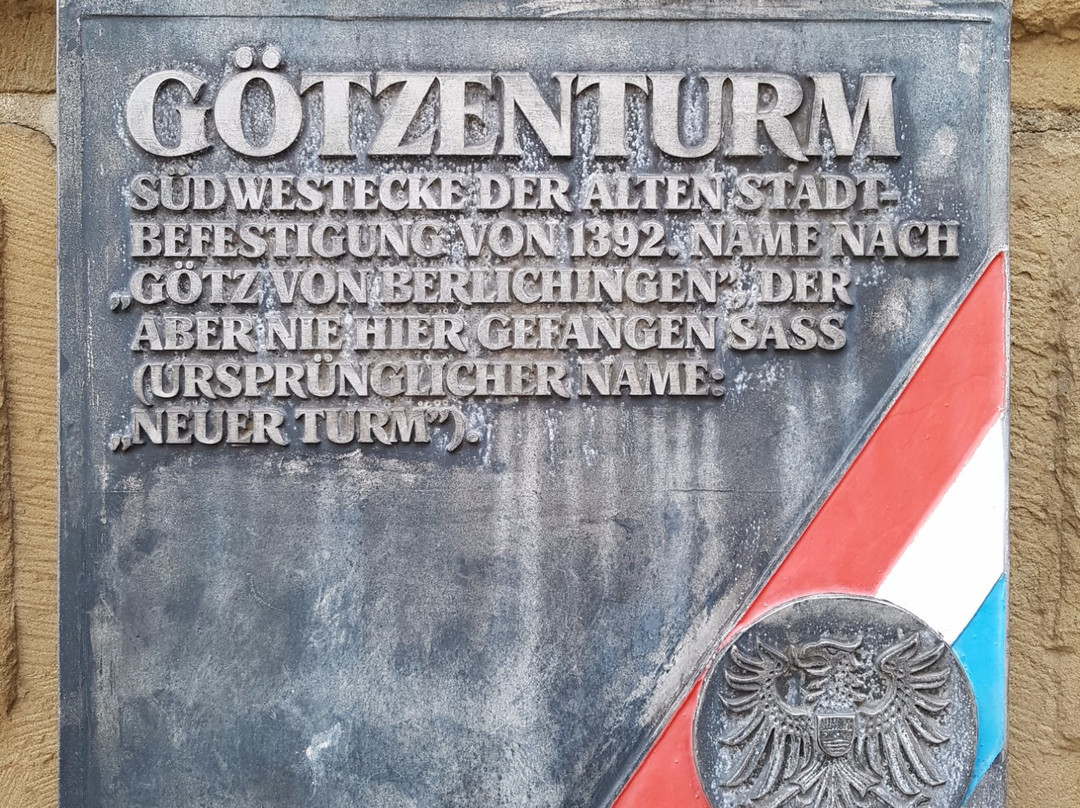 GÖTZENTURM
SÜDWESTECKE DER ALTEN STADT-
BEFESTIGUNG VON 1392. NAME NACH
„GÖTZ VON BERLICHINGEN”, DER
ABER NIE HIER GEFANGEN SASS
(URSPRÜNGLICHER NAME:
„NEUER TURM”).